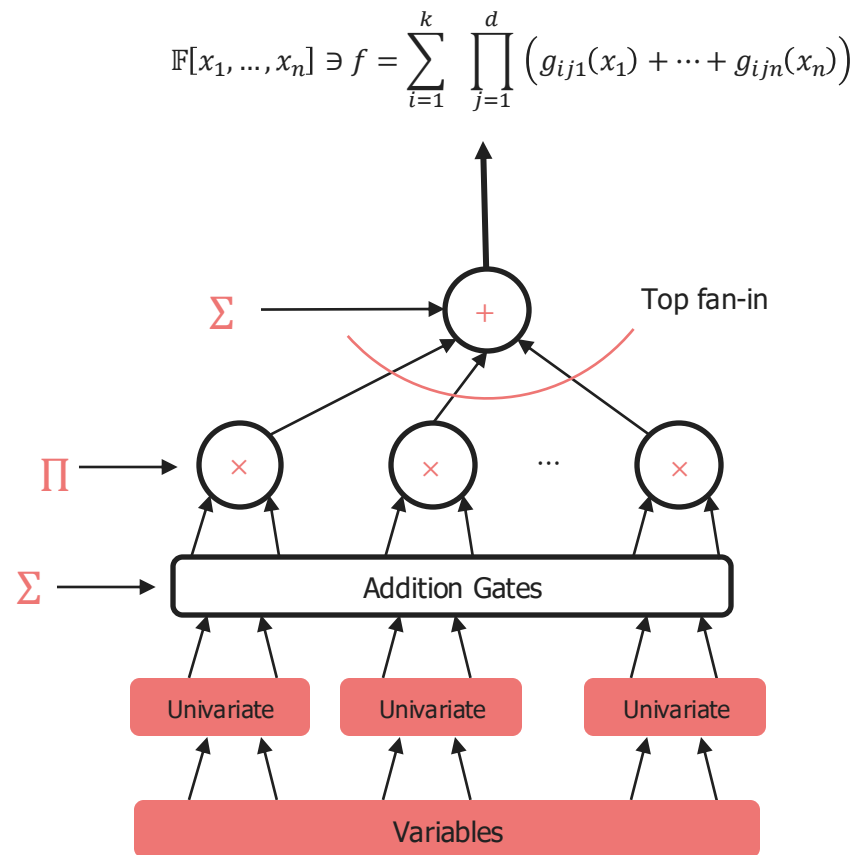 𝔽[x₁, …, xₙ] ∋ f = ∑ᵢ₌₁ᵏ ∏ⱼ₌₁ᵈ (gᵢⱼ₁(x₁) + ⋯ + gᵢⱼₙ(xₙ))
Top fan-in
Σ +
Π × × ... ×
Σ Addition Gates
Univariate Univariate Univariate
Variables